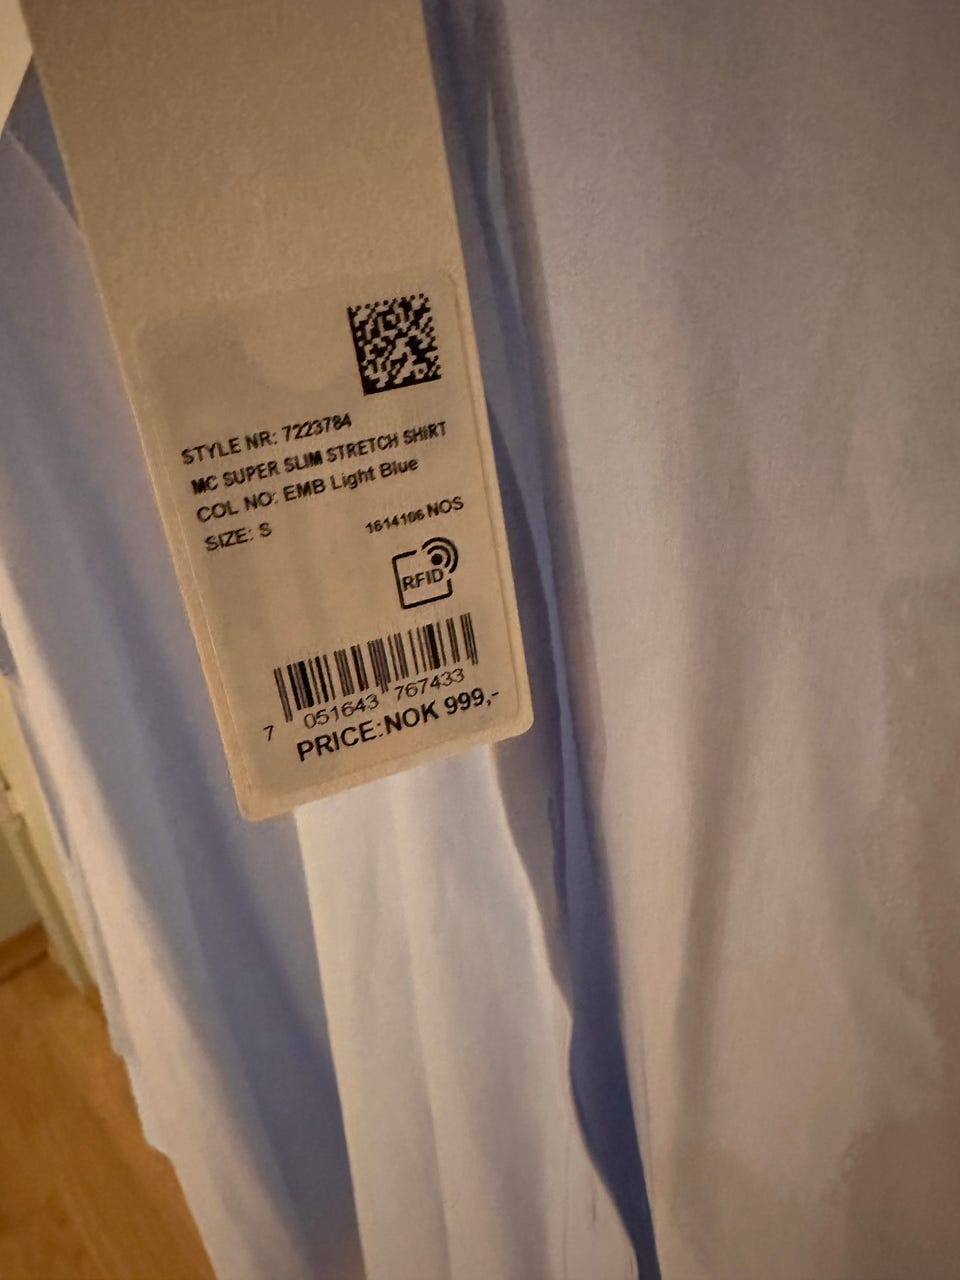 STYLE NR: 7223784
MC SUPER SLIM STRETCH SHIRT
COL NO: EMB Light Blue
SIZE: S
1614106 NOS
RFID
7 051643 767433
PRICE:NOK 999,-